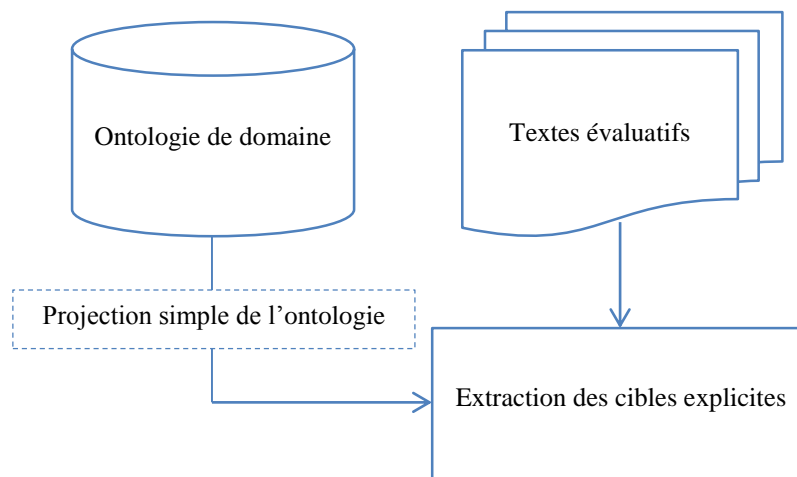 Ontologie de domaine
Textes évaluatifs
Projection simple de l’ontologie
Extraction des cibles explicites